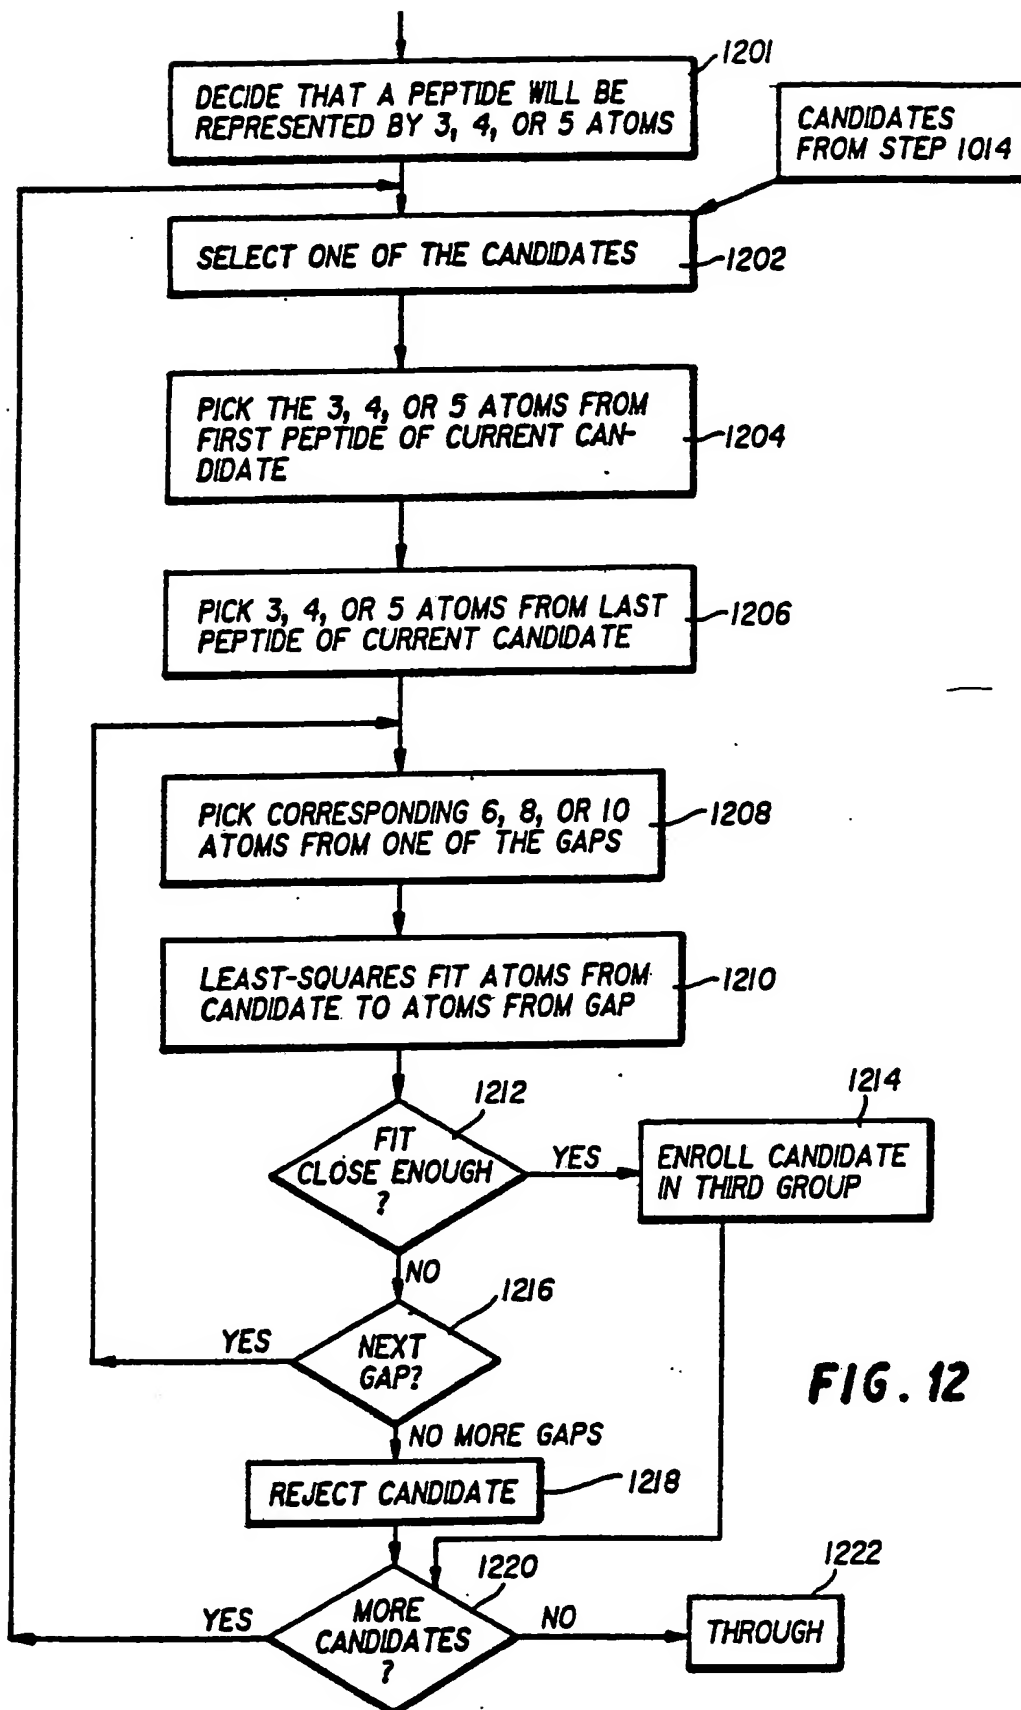 1201
DECIDE THAT A PEPTIDE WILL BE
REPRESENTED BY 3, 4, OR 5 ATOMS
CANDIDATES
FROM STEP 1014
SELECT ONE OF THE CANDIDATES
1202
PICK THE 3, 4, OR 5 ATOMS FROM
FIRST PEPTIDE OF CURRENT CAN-
DIDATE
1204
PICK 3, 4, OR 5 ATOMS FROM LAST
PEPTIDE OF CURRENT CANDIDATE
1206
PICK CORRESPONDING 6, 8, OR 10
ATOMS FROM ONE OF THE GAPS
1208
LEAST-SQUARES FIT ATOMS FROM
CANDIDATE TO ATOMS FROM GAP
1210
1212
FIT
CLOSE ENOUGH
?
YES
1214
ENROLL CANDIDATE
IN THIRD GROUP
NO
1216
NEXT
GAP?
YES
FIG. 12
NO MORE GAPS
REJECT CANDIDATE
1218
1220
MORE
CANDIDATES
?
YES
NO
1222
THROUGH